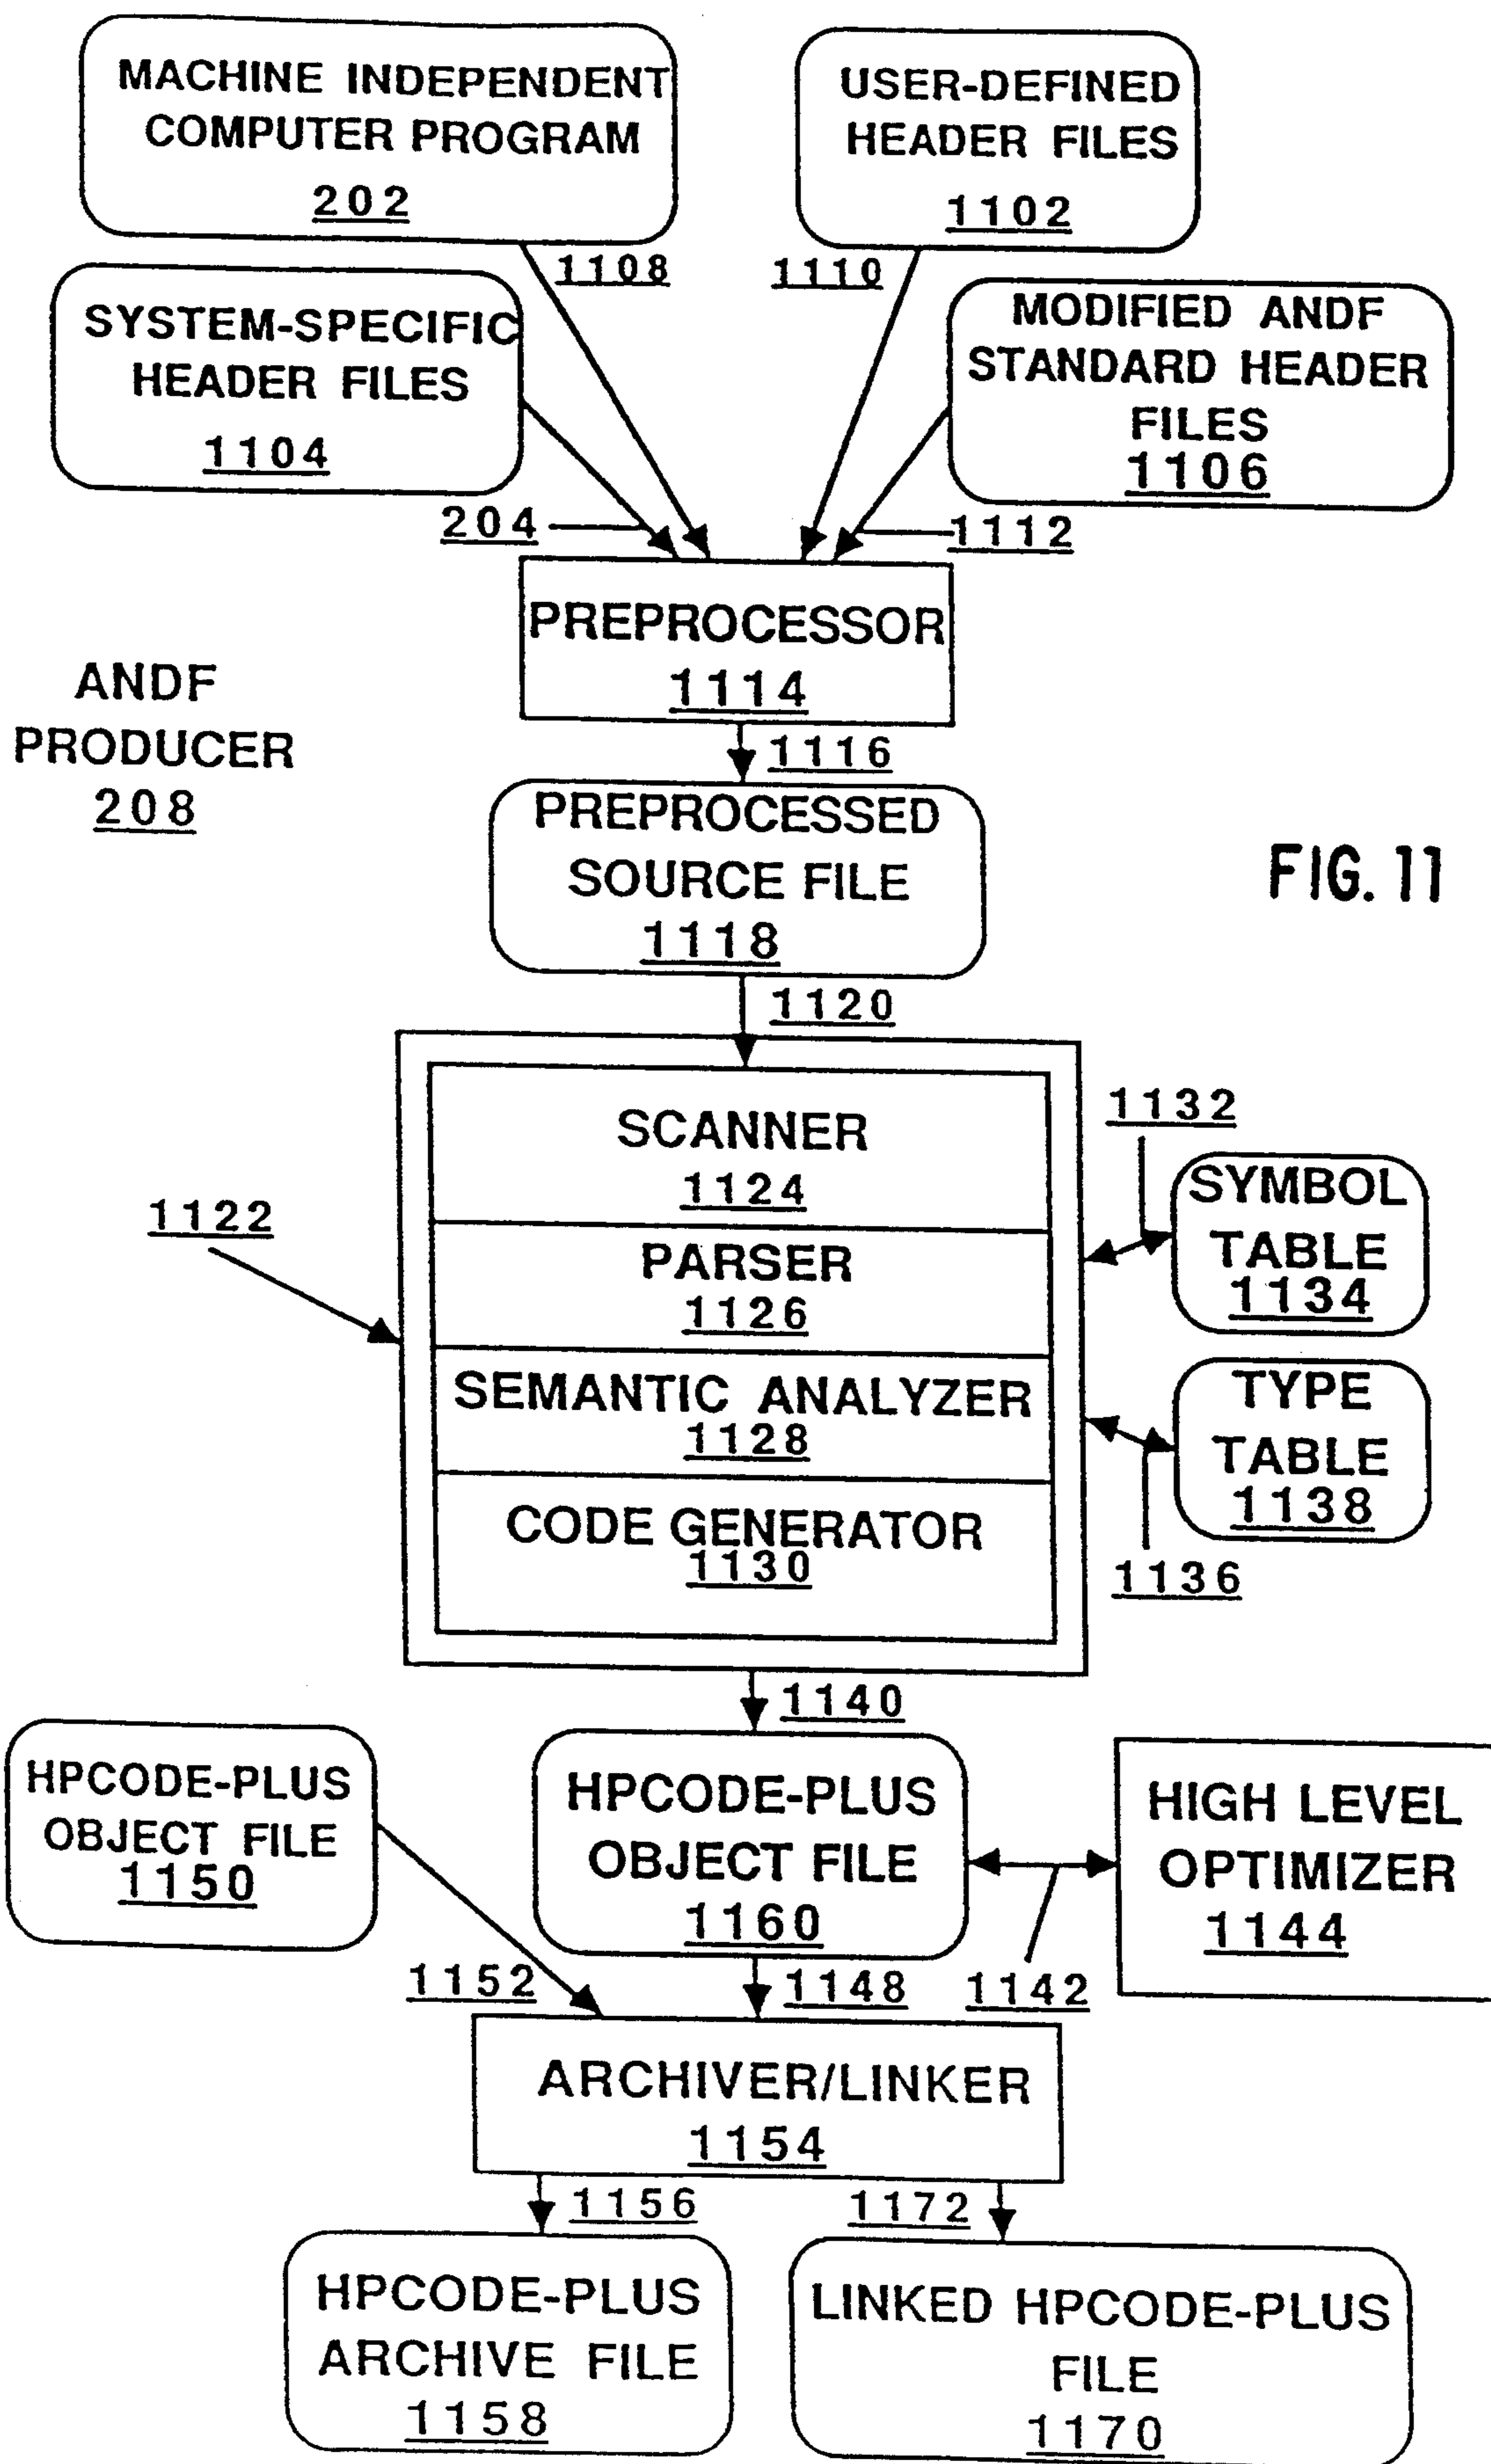 MACHINE INDEPENDENT
COMPUTER PROGRAM
202
USER-DEFINED
HEADER FILES
1102
1108
1110
SYSTEM-SPECIFIC
HEADER FILES
1104
MODIFIED ANDF
STANDARD HEADER
FILES
1106
204
1112
PREPROCESSOR
1114
ANDF
PRODUCER
208
1116
PREPROCESSED
SOURCE FILE
1118
FIG. 11
1120
SCANNER
1124
1132
SYMBOL
TABLE
1134
1122
PARSER
1126
SEMANTIC ANALYZER
1128
TYPE
TABLE
1138
CODE GENERATOR
1130
1136
1140
HPCODE-PLUS
OBJECT FILE
1150
HPCODE-PLUS
OBJECT FILE
1160
HIGH LEVEL
OPTIMIZER
1144
1152
1148
1142
ARCHIVER/LINKER
1154
1156
1172
HPCODE-PLUS
ARCHIVE FILE
1158
LINKED HPCODE-PLUS
FILE
1170